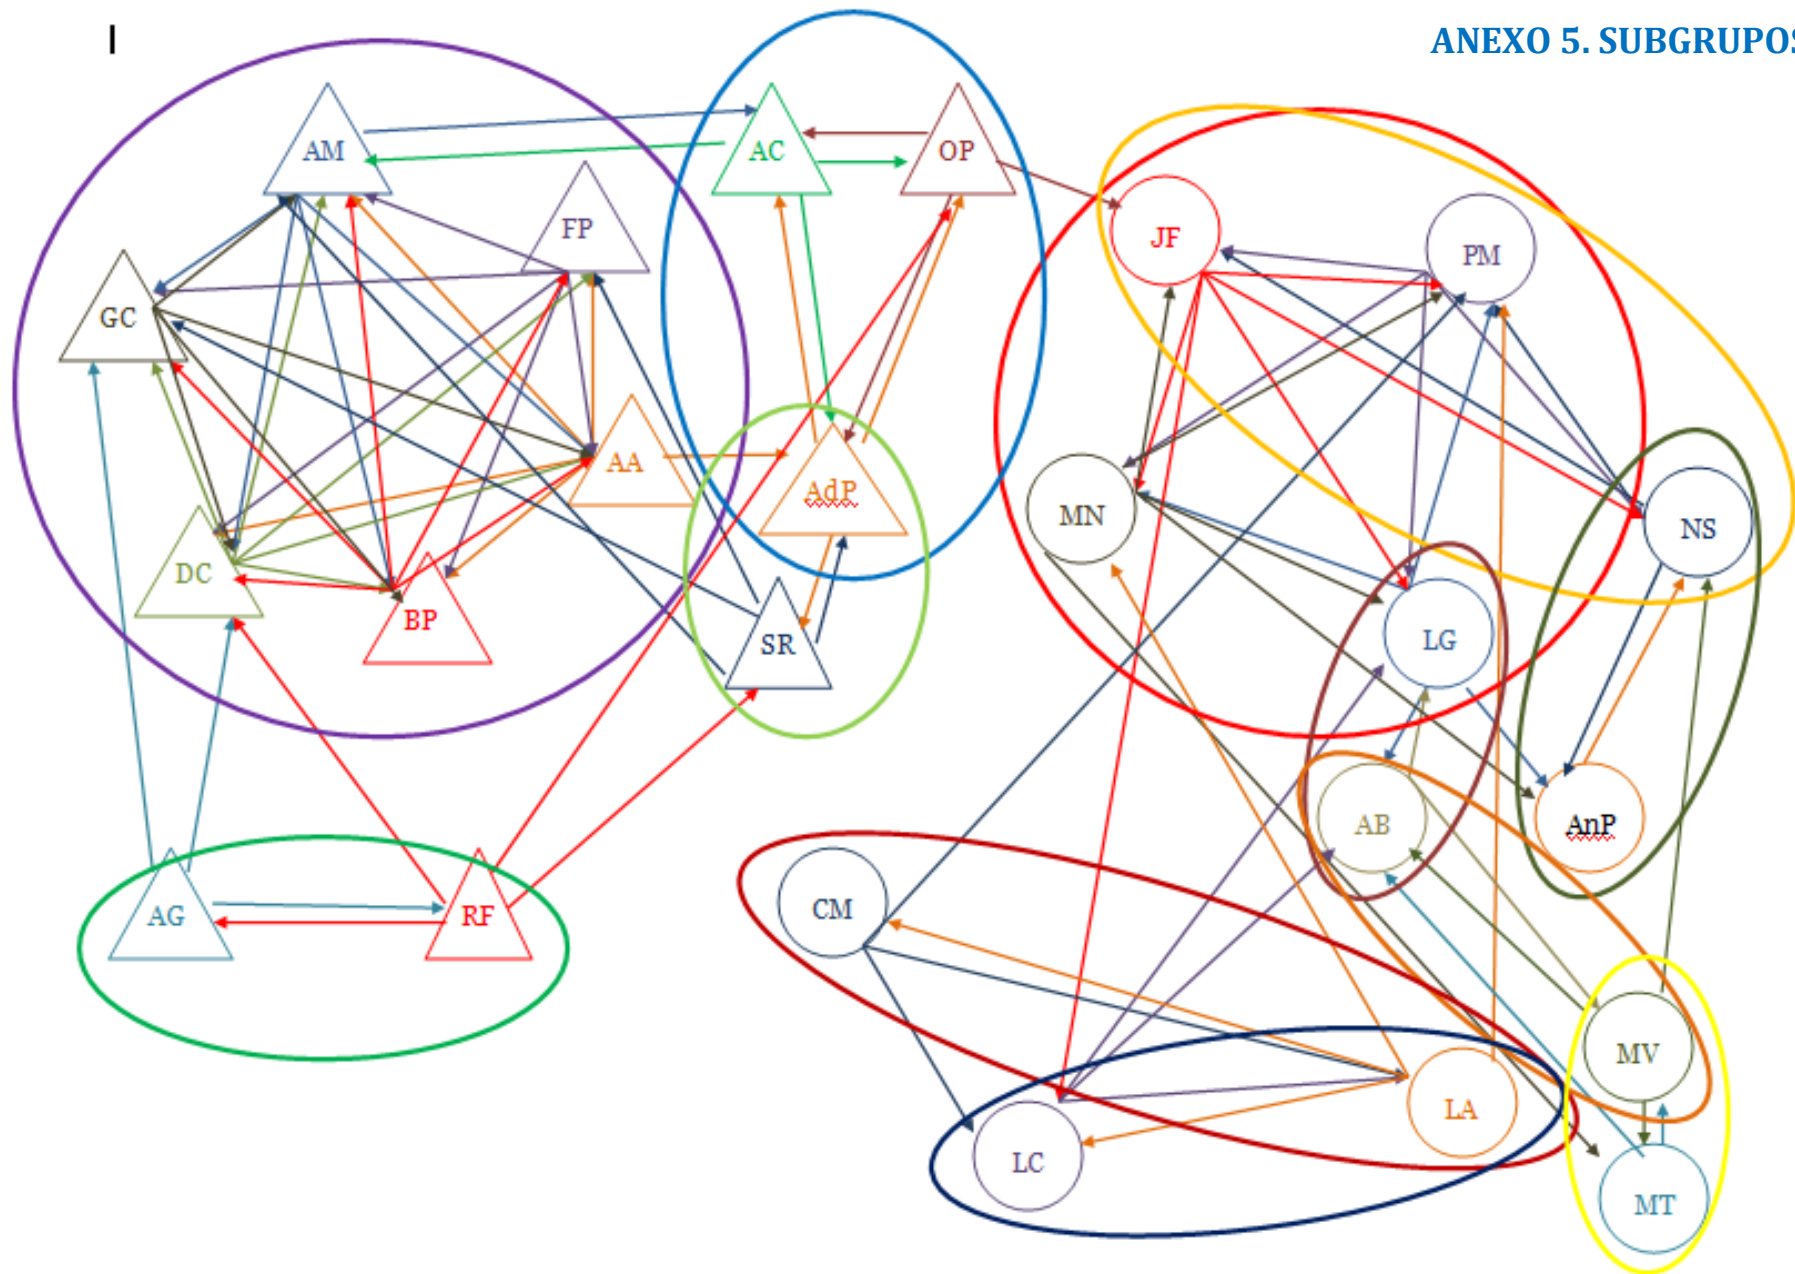 I
ANEXO 5. SUBGRUPOS
AM
AC
OP
FP
JF
PM
GC
AA
AdP
MN
NS
DC
BP
SR
LG
AB
AnP
AG
RF
CM
MV
LA
LC
MT